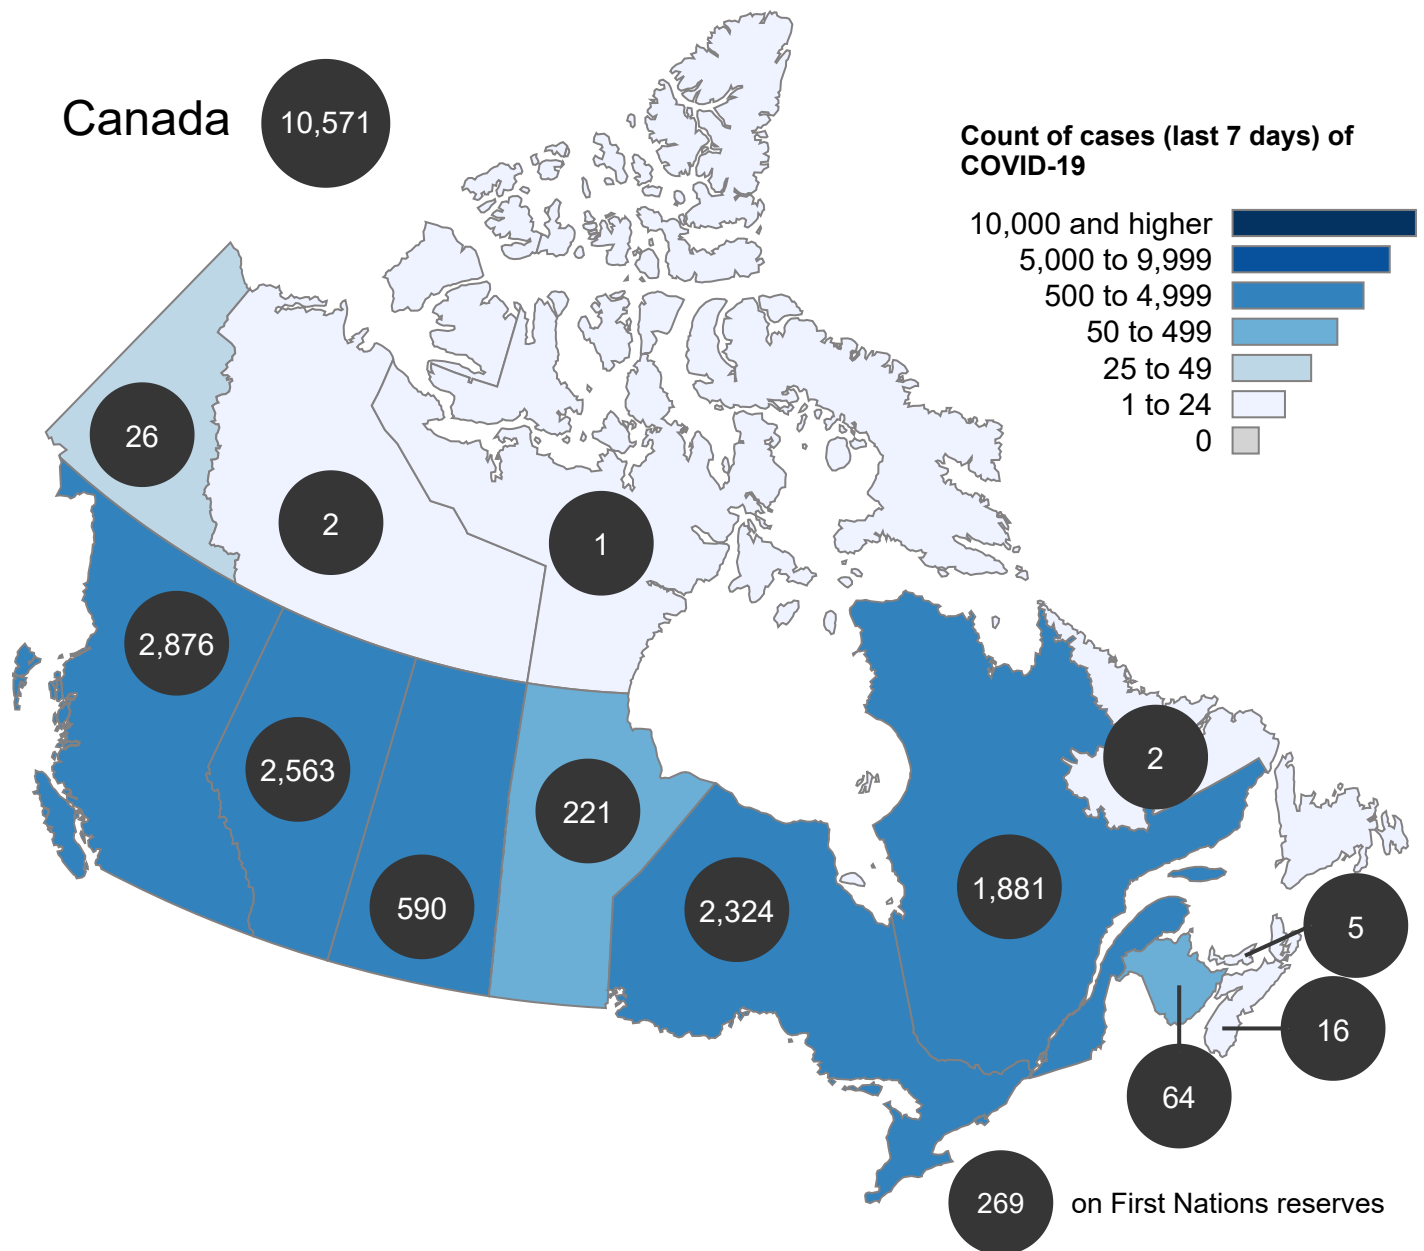 Canada
10,571
Count of cases (last 7 days) of
COVID-19
10,000 and higher
5,000 to 9,999
500 to 4,999
50 to 499
25 to 49
1 to 24
0
26
2
1
2,876
2,563
590
221
2,324
1,881
2
5
16
64
269 on First Nations reserves